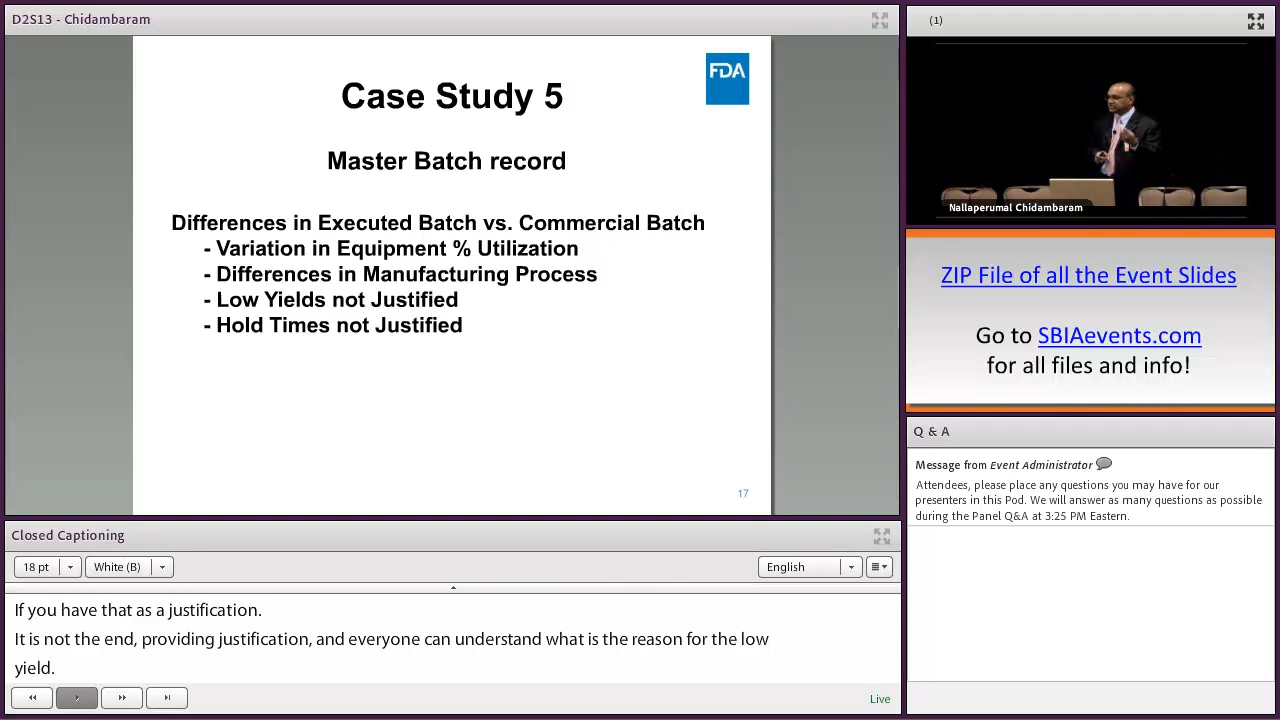 D2S13 - Chidambaram
FDA
Case Study 5
Master Batch record
Differences in Executed Batch vs. Commercial Batch
- Variation in Equipment % Utilization
- Differences in Manufacturing Process
- Low Yields not Justified
- Hold Times not Justified
17
(1)
Nallaperumal Chidambaram
ZIP File of all the Event Slides
Go to SBIAevents.com
for all files and info!
Q & A
Message from Event Administrator
Attendees, please place any questions you may have for our
presenters in this Pod. We will answer as many questions as possible
during the Panel Q&A at 3:25 PM Eastern.
Closed Captioning
18 pt
White (B)
English
If you have that as a justification.
It is not the end, providing justification, and everyone can understand what is the reason for the low
yield.
Live